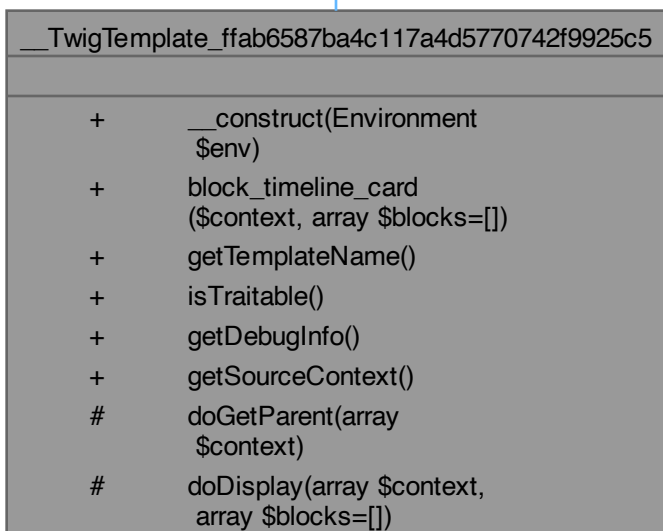 __TwigTemplate_ffab6587ba4c117a4d5770742f9925c5
+ __construct(Environment
$env)
+ block_timeline_card
($context, array $blocks=[])
+ getTemplateName()
+ isTraitable()
+ getDebugInfo()
+ getSourceContext()
# doGetParent(array
$context)
# doDisplay(array $context,
array $blocks=[])